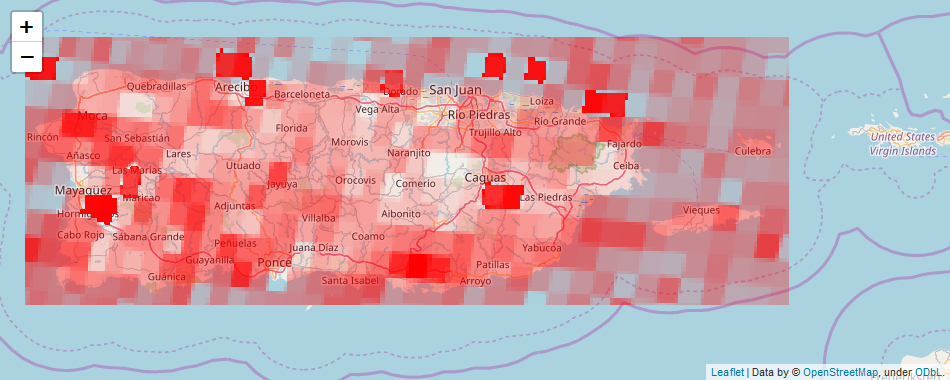 +
−
Quebradillas
Arecibo
Barceloneta
Dorado
San Juan
Loíza
Moca
Vega Alta
Río Piedras
Río Grande
Rincón
San Sebastián
Florida
Morovis
Trujillo Alto
Fajardo
United States
Virgin Islands
Añasco
Lares
Naranjito
Culebra
Las Marías
Utuado
Ceiba
Mayagüez
Maricao
Jayuya
Orocovis
Comerío
Caguas
Las Piedras
Adjuntas
Villalba
Aibonito
Vieques
Cabo Rojo
Sábana Grande
Peñuelas
Juana Díaz
Coamo
Yabucoa
Guánica
Guayanilla
Ponce
Santa Isabel
Patillas
Arroyo
Leaflet | Data by © OpenStreetMap, under ODbL.